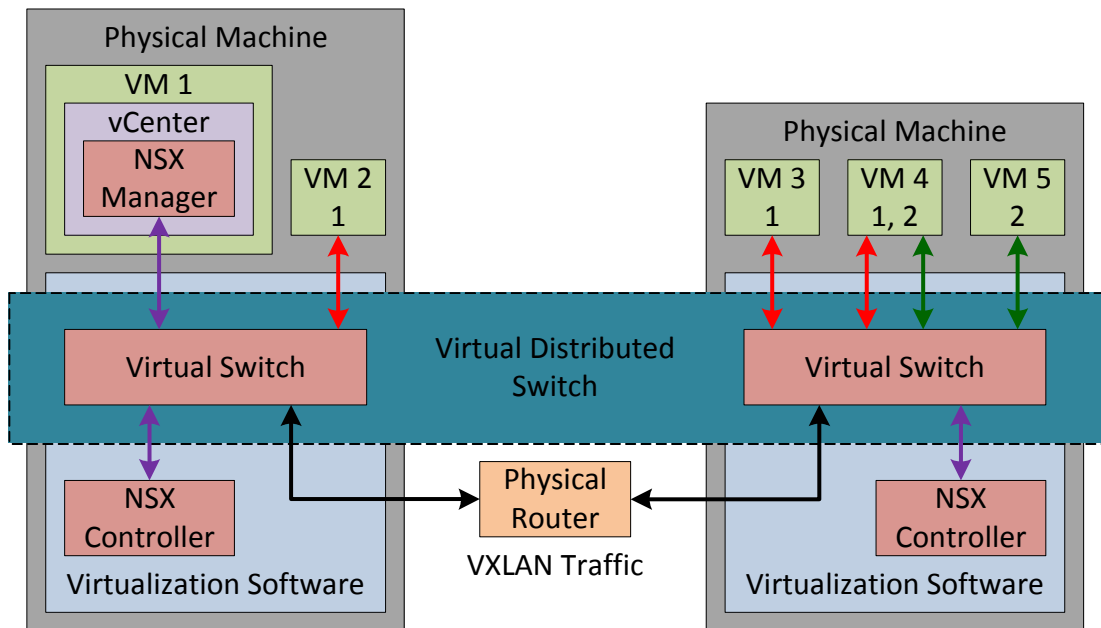 Physical Machine
VM 1
vCenter
NSX
Manager
VM 2
1
Physical Machine
VM 3
1
VM 4
1, 2
VM 5
2
Virtual Switch
Virtual Distributed
Switch
Virtual Switch
NSX
Controller
Virtualization Software
Physical
Router
VXLAN Traffic
NSX
Controller
Virtualization Software